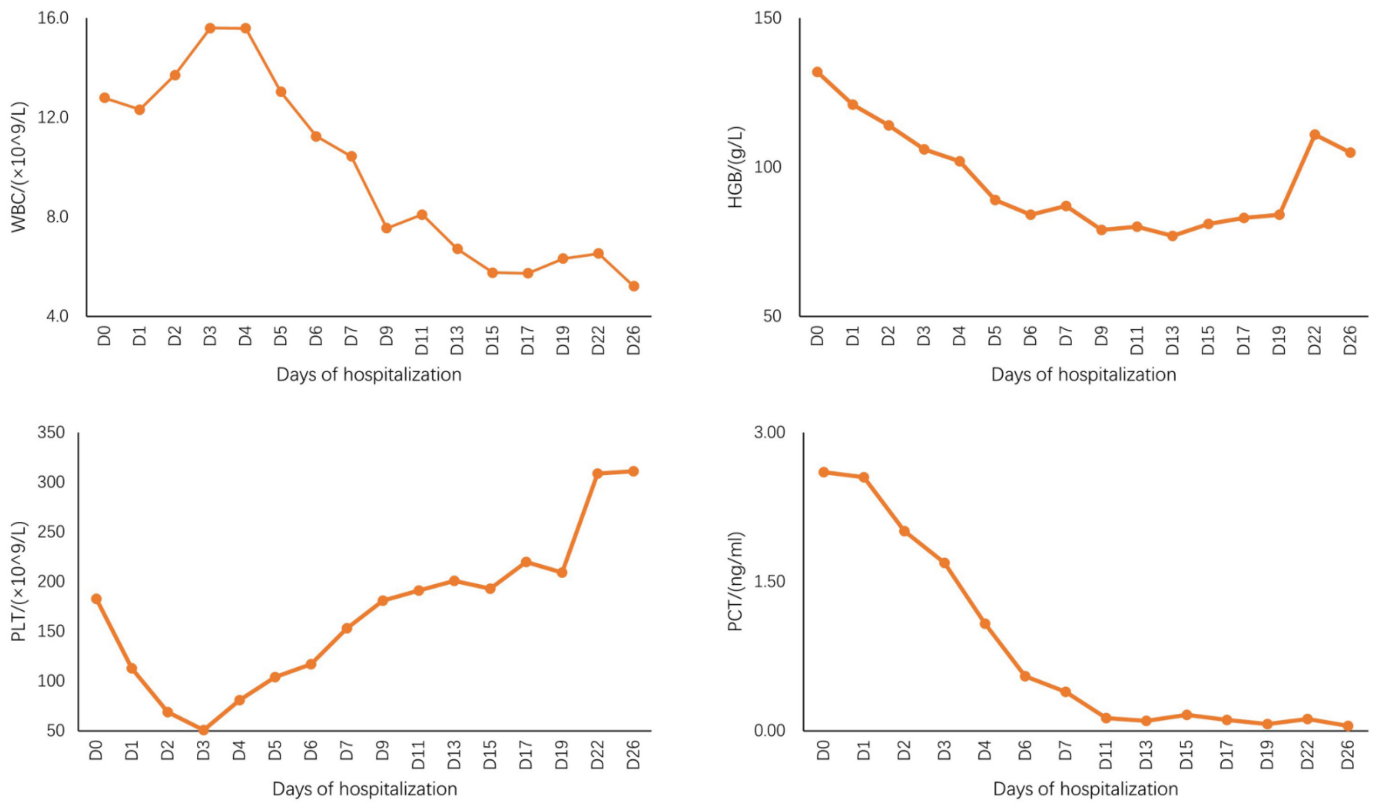 WBC/(×10^9/L)
16.0
12.0
8.0
4.0
D0 D1 D2 D3 D4 D5 D6 D7 D9 D11 D13 D15 D17 D19 D22 D26
Days of hospitalization
HGB/(g/L)
150
100
50
D0 D1 D2 D3 D4 D5 D6 D7 D9 D11 D13 D15 D17 D19 D22 D26
Days of hospitalization
PLT/(×10^9/L)
350
300
250
200
150
100
50
D0 D1 D2 D3 D4 D5 D6 D7 D9 D11 D13 D15 D17 D19 D22 D26
Days of hospitalization
PCT/(ng/ml)
3.00
1.50
0.00
D0 D1 D2 D3 D4 D6 D7 D11 D13 D15 D17 D19 D22 D26
Days of hospitalization